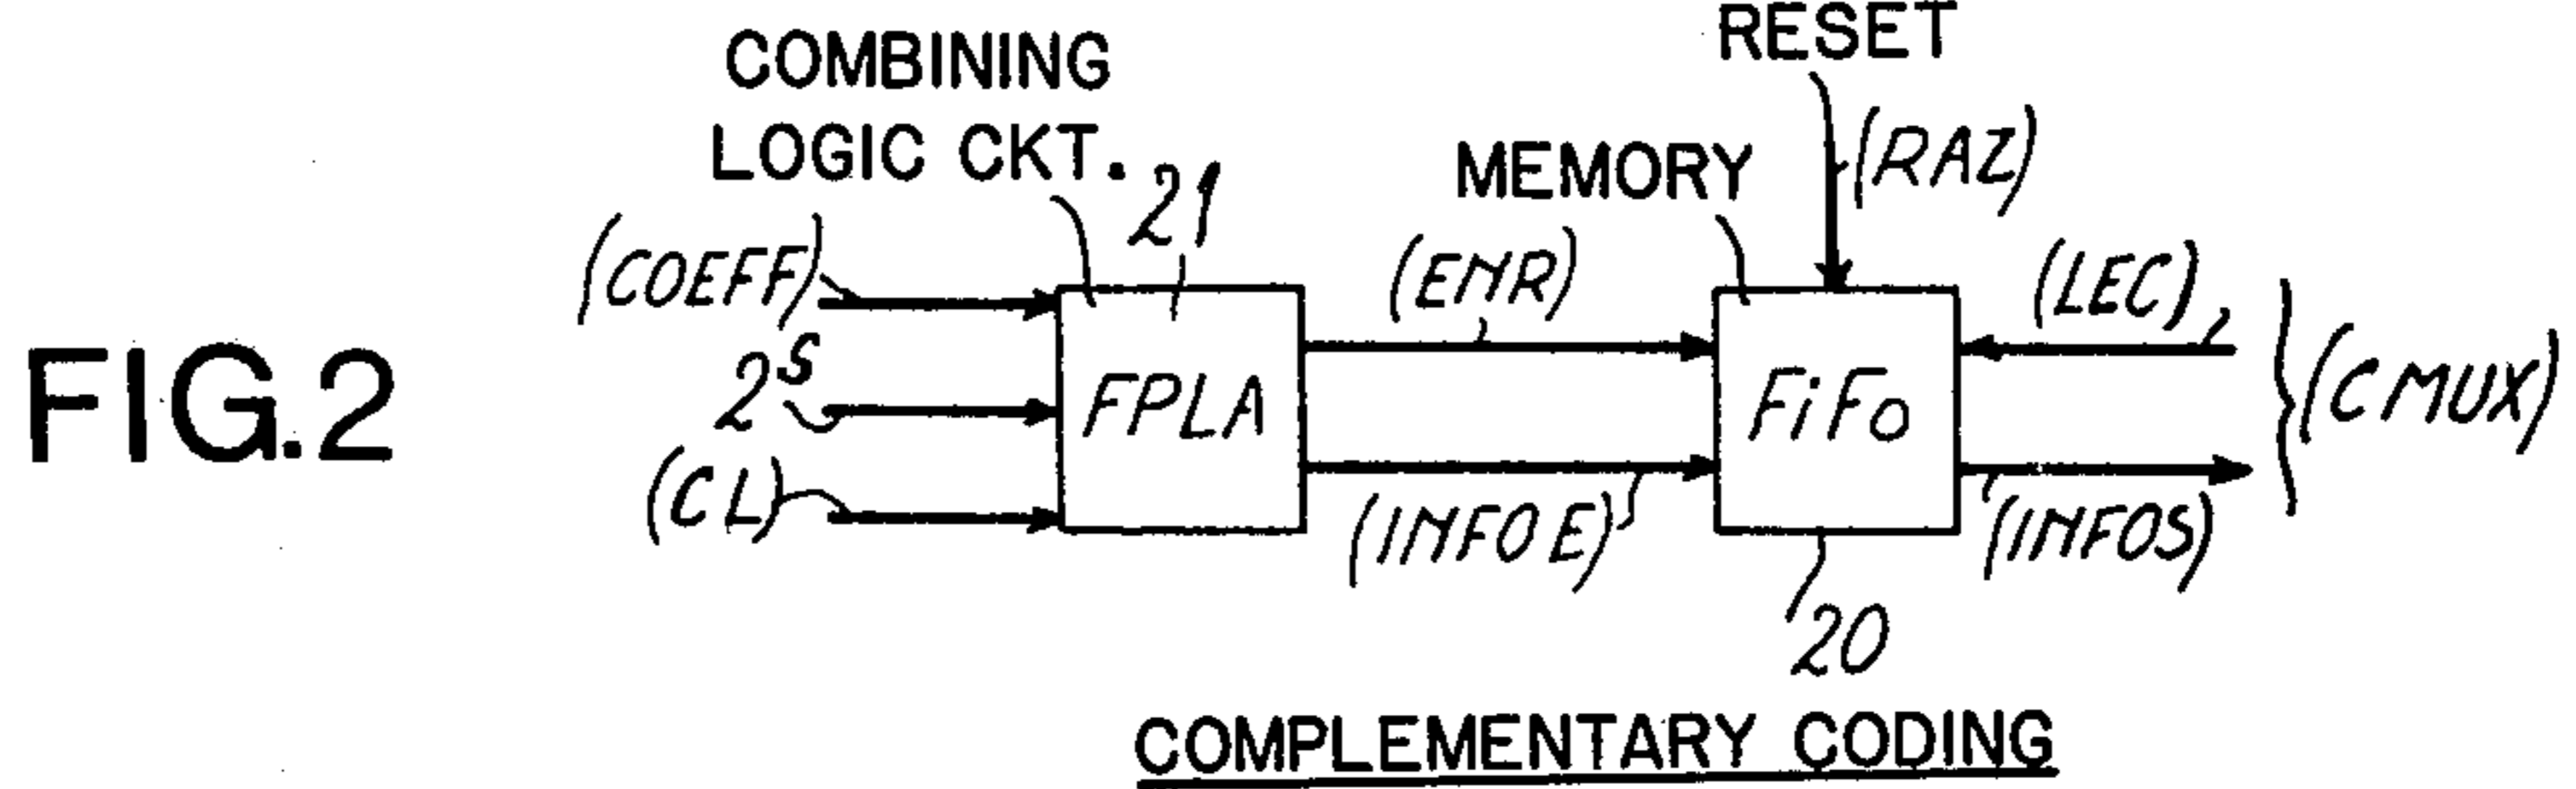 FIG.2
COMBINING
LOGIC CKT.
21
(COEFF)
2^S
(CL)
FPLA
(ENR)
(INFO E)
MEMORY
RESET
(RAZ)
FiFo
20
(LEC)
(INFOS)
(CMUX)
COMPLEMENTARY CODING